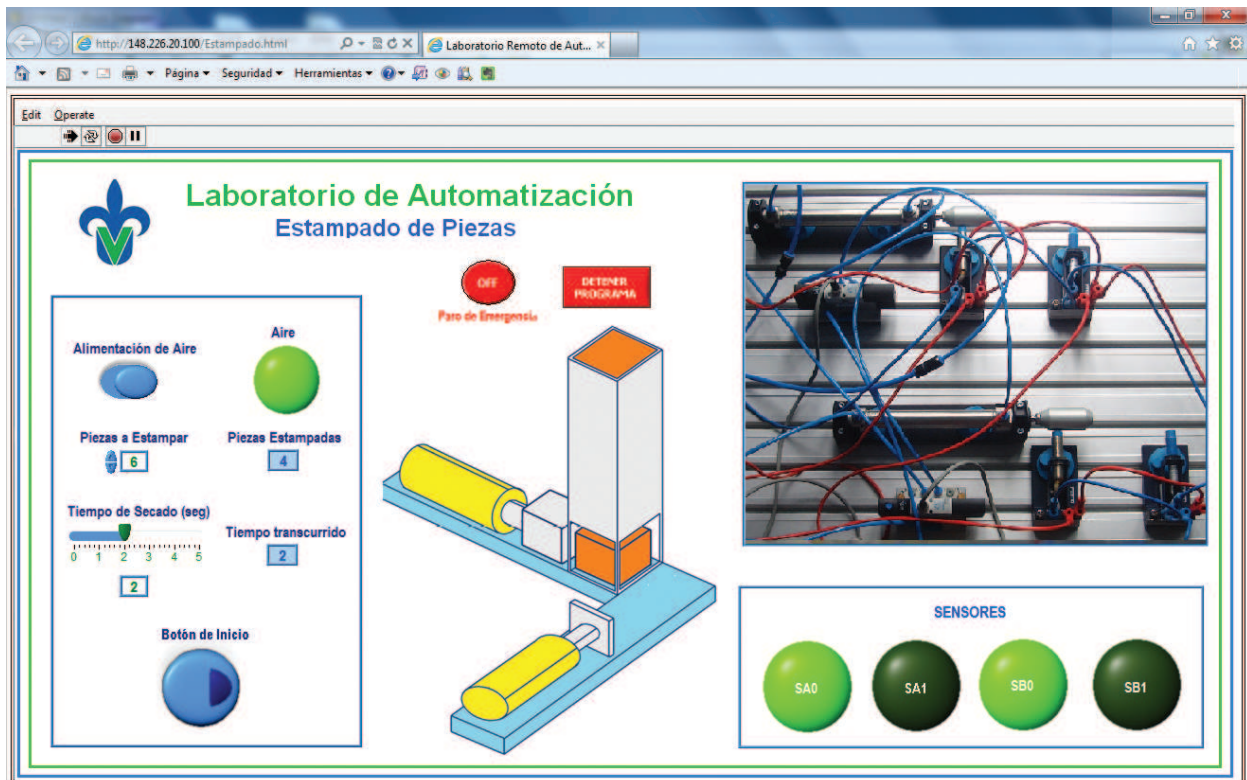 http://148.226.20.100/Estampado.html
Laboratorio Remoto de Aut...
Página
Seguridad
Herramientas
Edit Operate
Laboratorio de Automatización
Estampado de Piezas
OFF
Paro de Emergencia
DETENER
PROGRAMA
Alimentación de Aire
Aire
Piezas a Estampar
6
Piezas Estampadas
4
Tiempo de Secado (seg)
0 1 2 3 4 5
2
Tiempo transcurrido
2
Botón de Inicio
SENSORES
SA0
SA1
SB0
SB1